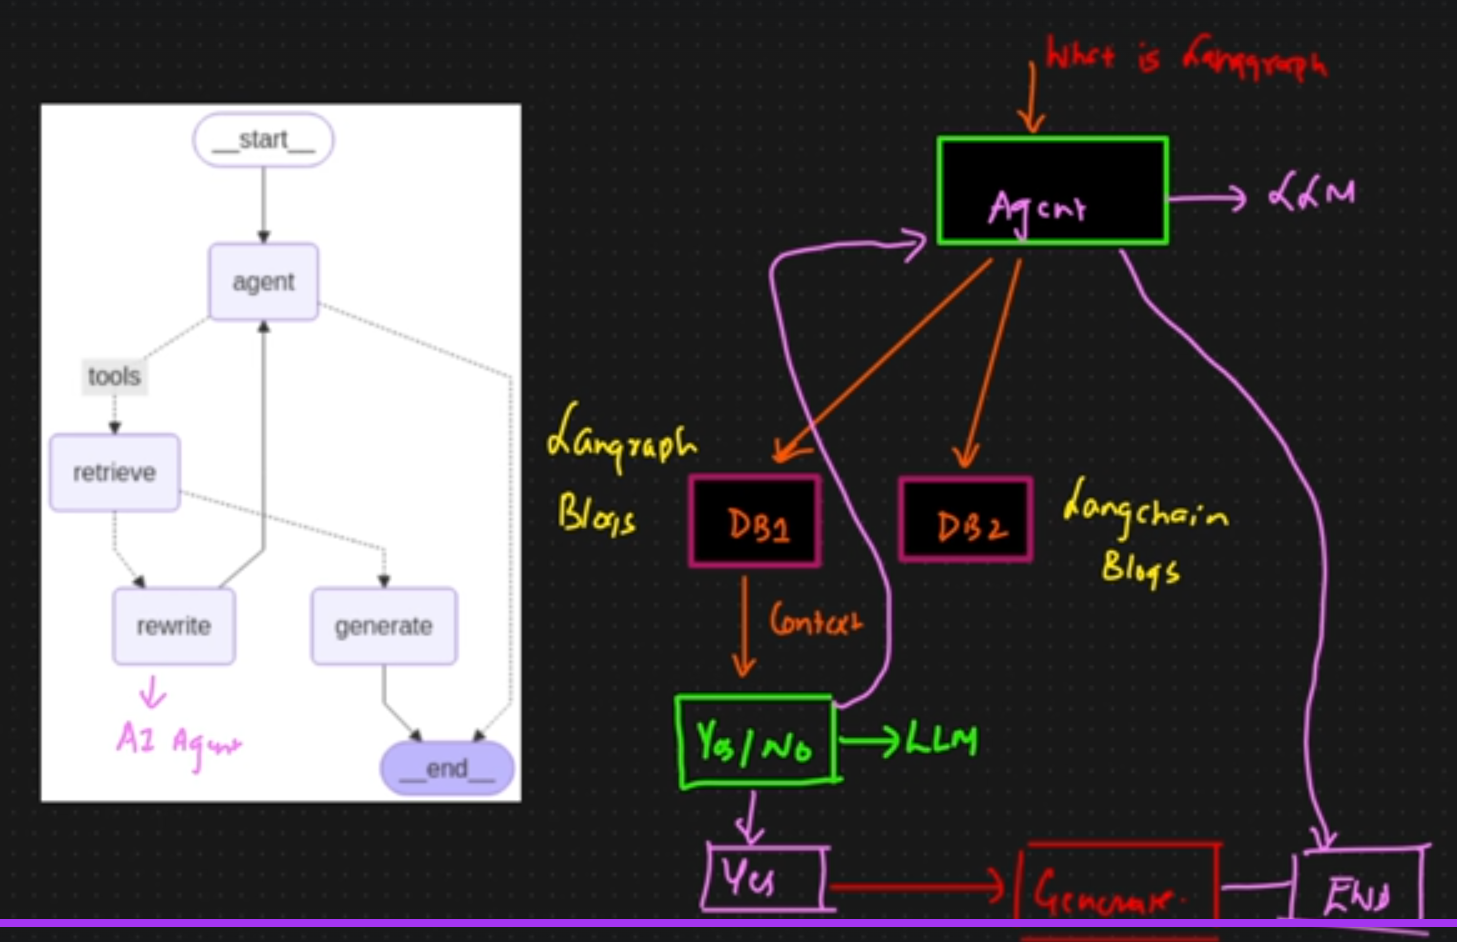 __start__
agent
tools
retrieve
rewrite
generate
__end__
AI Agent
What is Langgraph
Agent
LLM
Langraph
Blogs
DB1
DB2
Langchain
Blogs
Context
Yes/No
LLM
Yes
Generate.
END